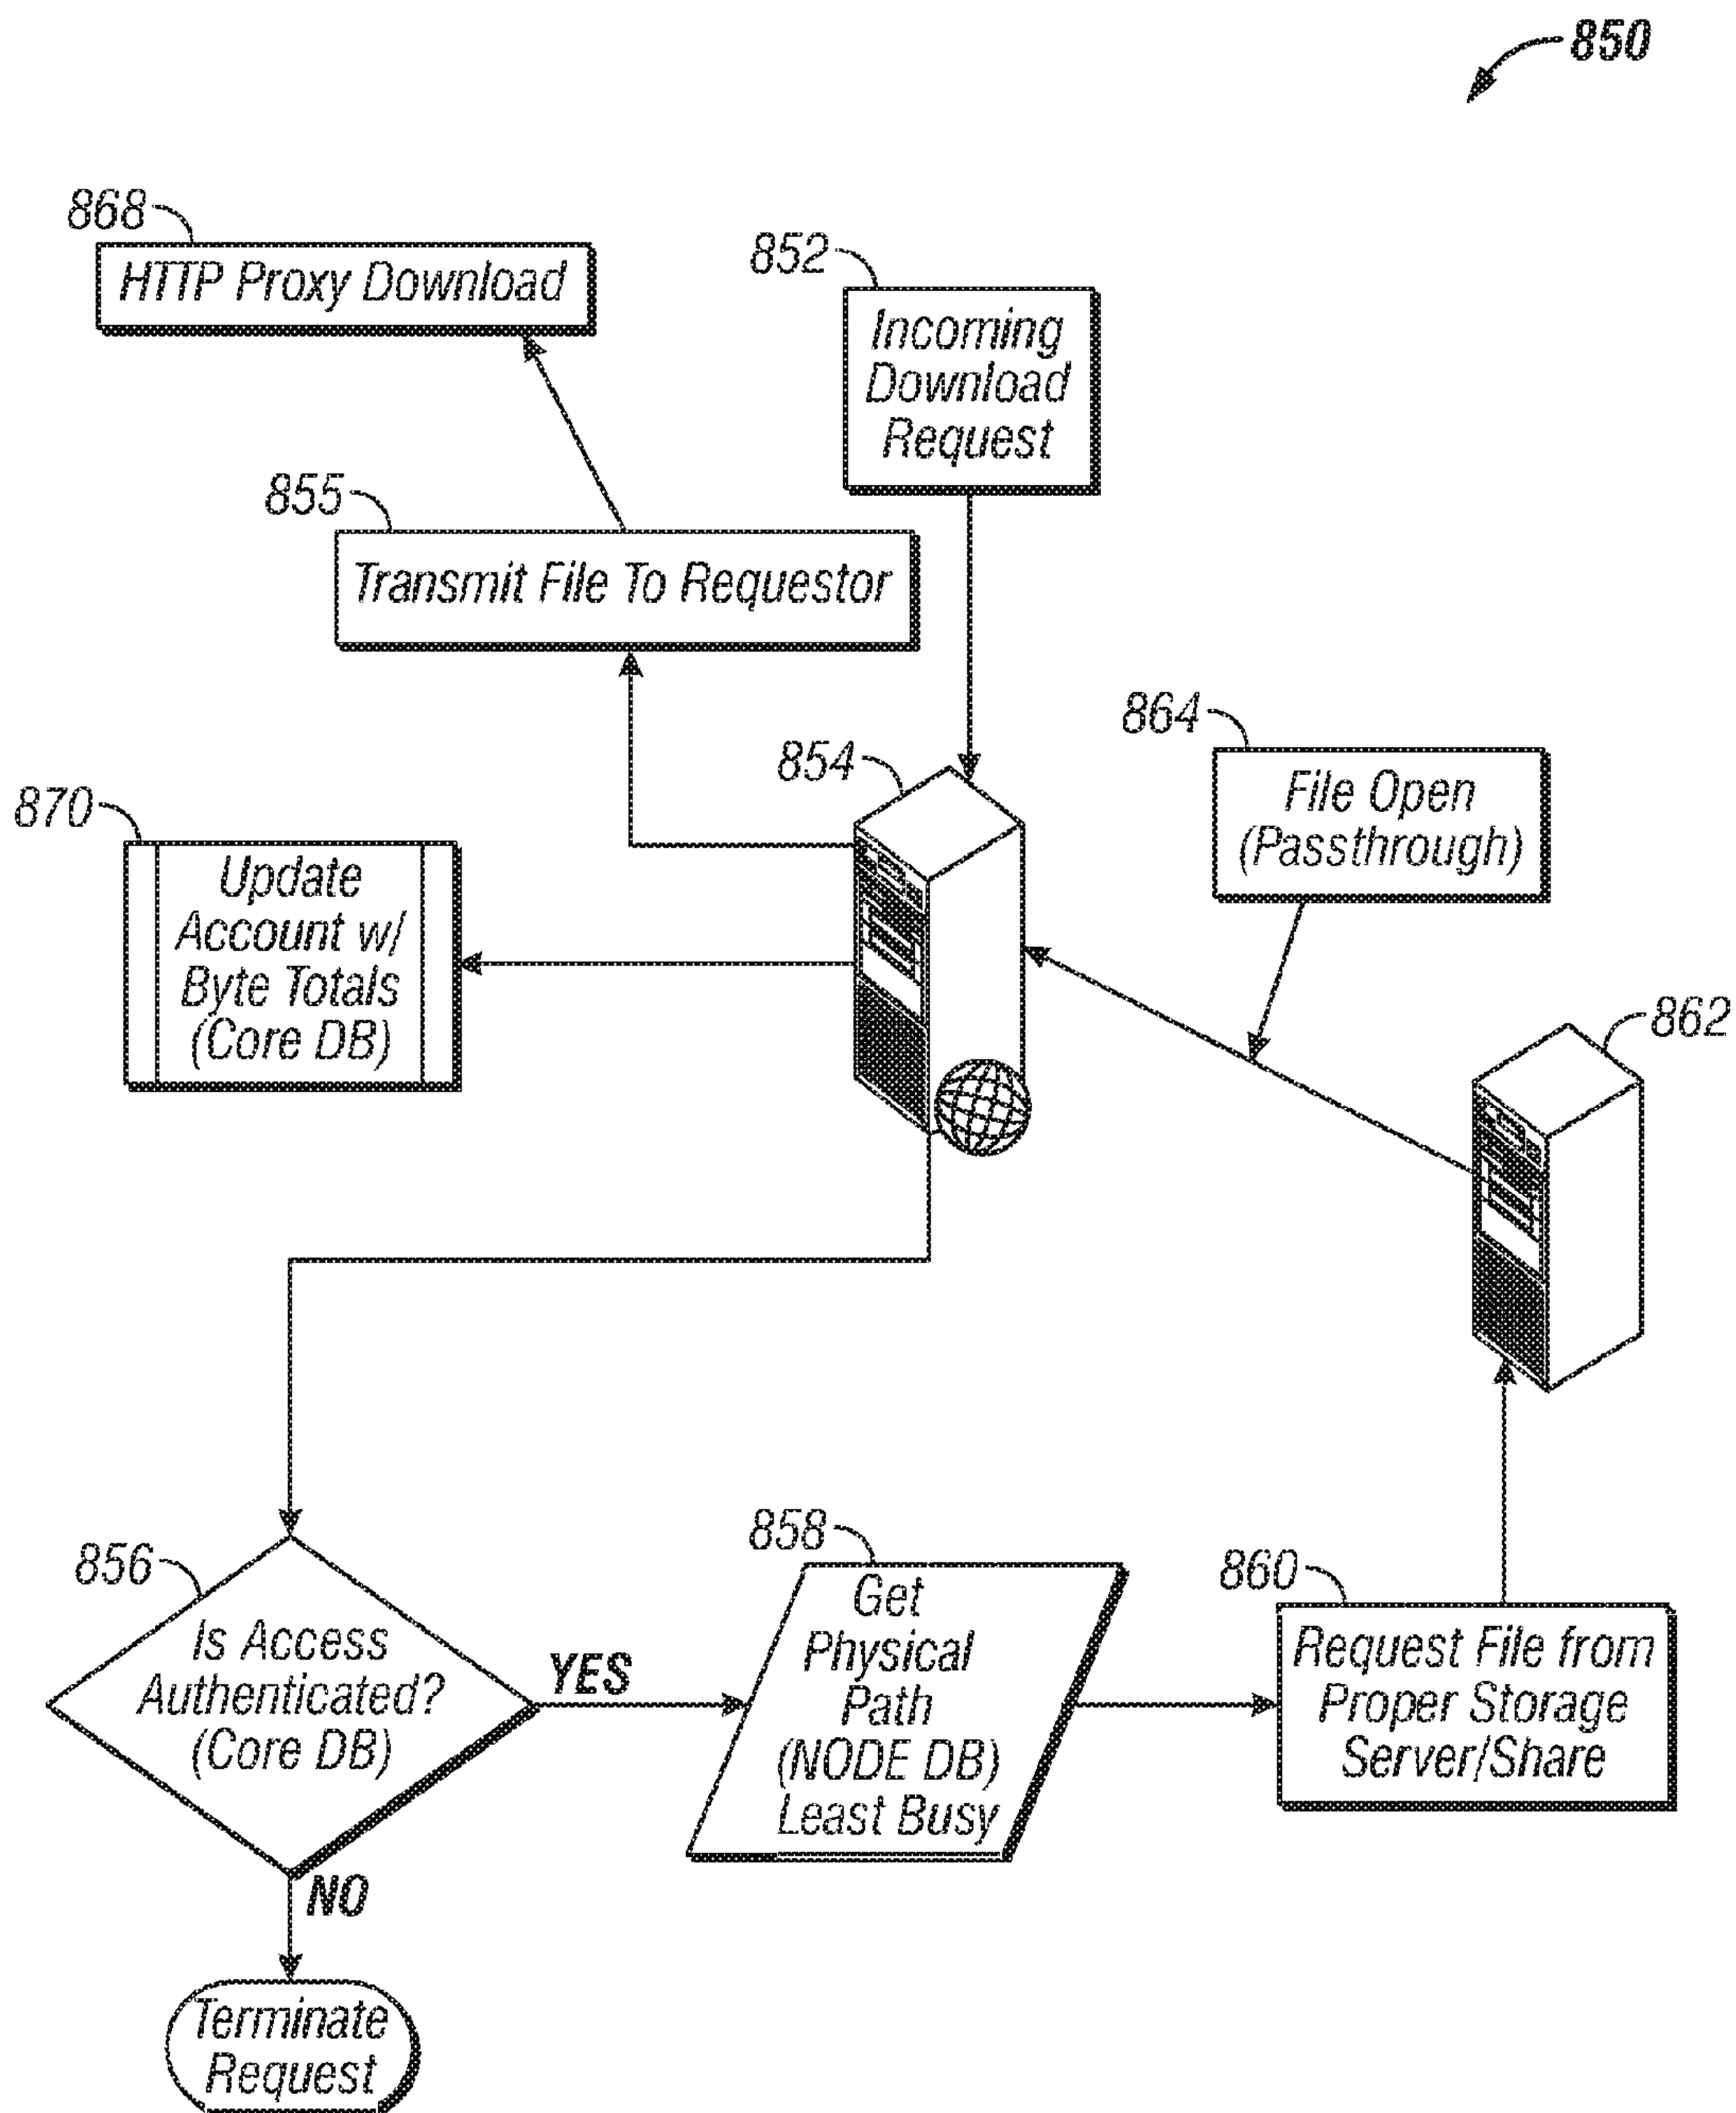 850
868
HTTP Proxy Download
852
Incoming
Download
Request
855
Transmit File To Requestor
864
File Open
(Passthrough)
854
870
Update
Account w/
Byte Totals
(Core DB)
862
856
Is Access
Authenticated?
(Core DB)
YES
NO
858
Get
Physical
Path
(NODE DB)
Least Busy
860
Request File from
Proper Storage
Server/Share
Terminate
Request